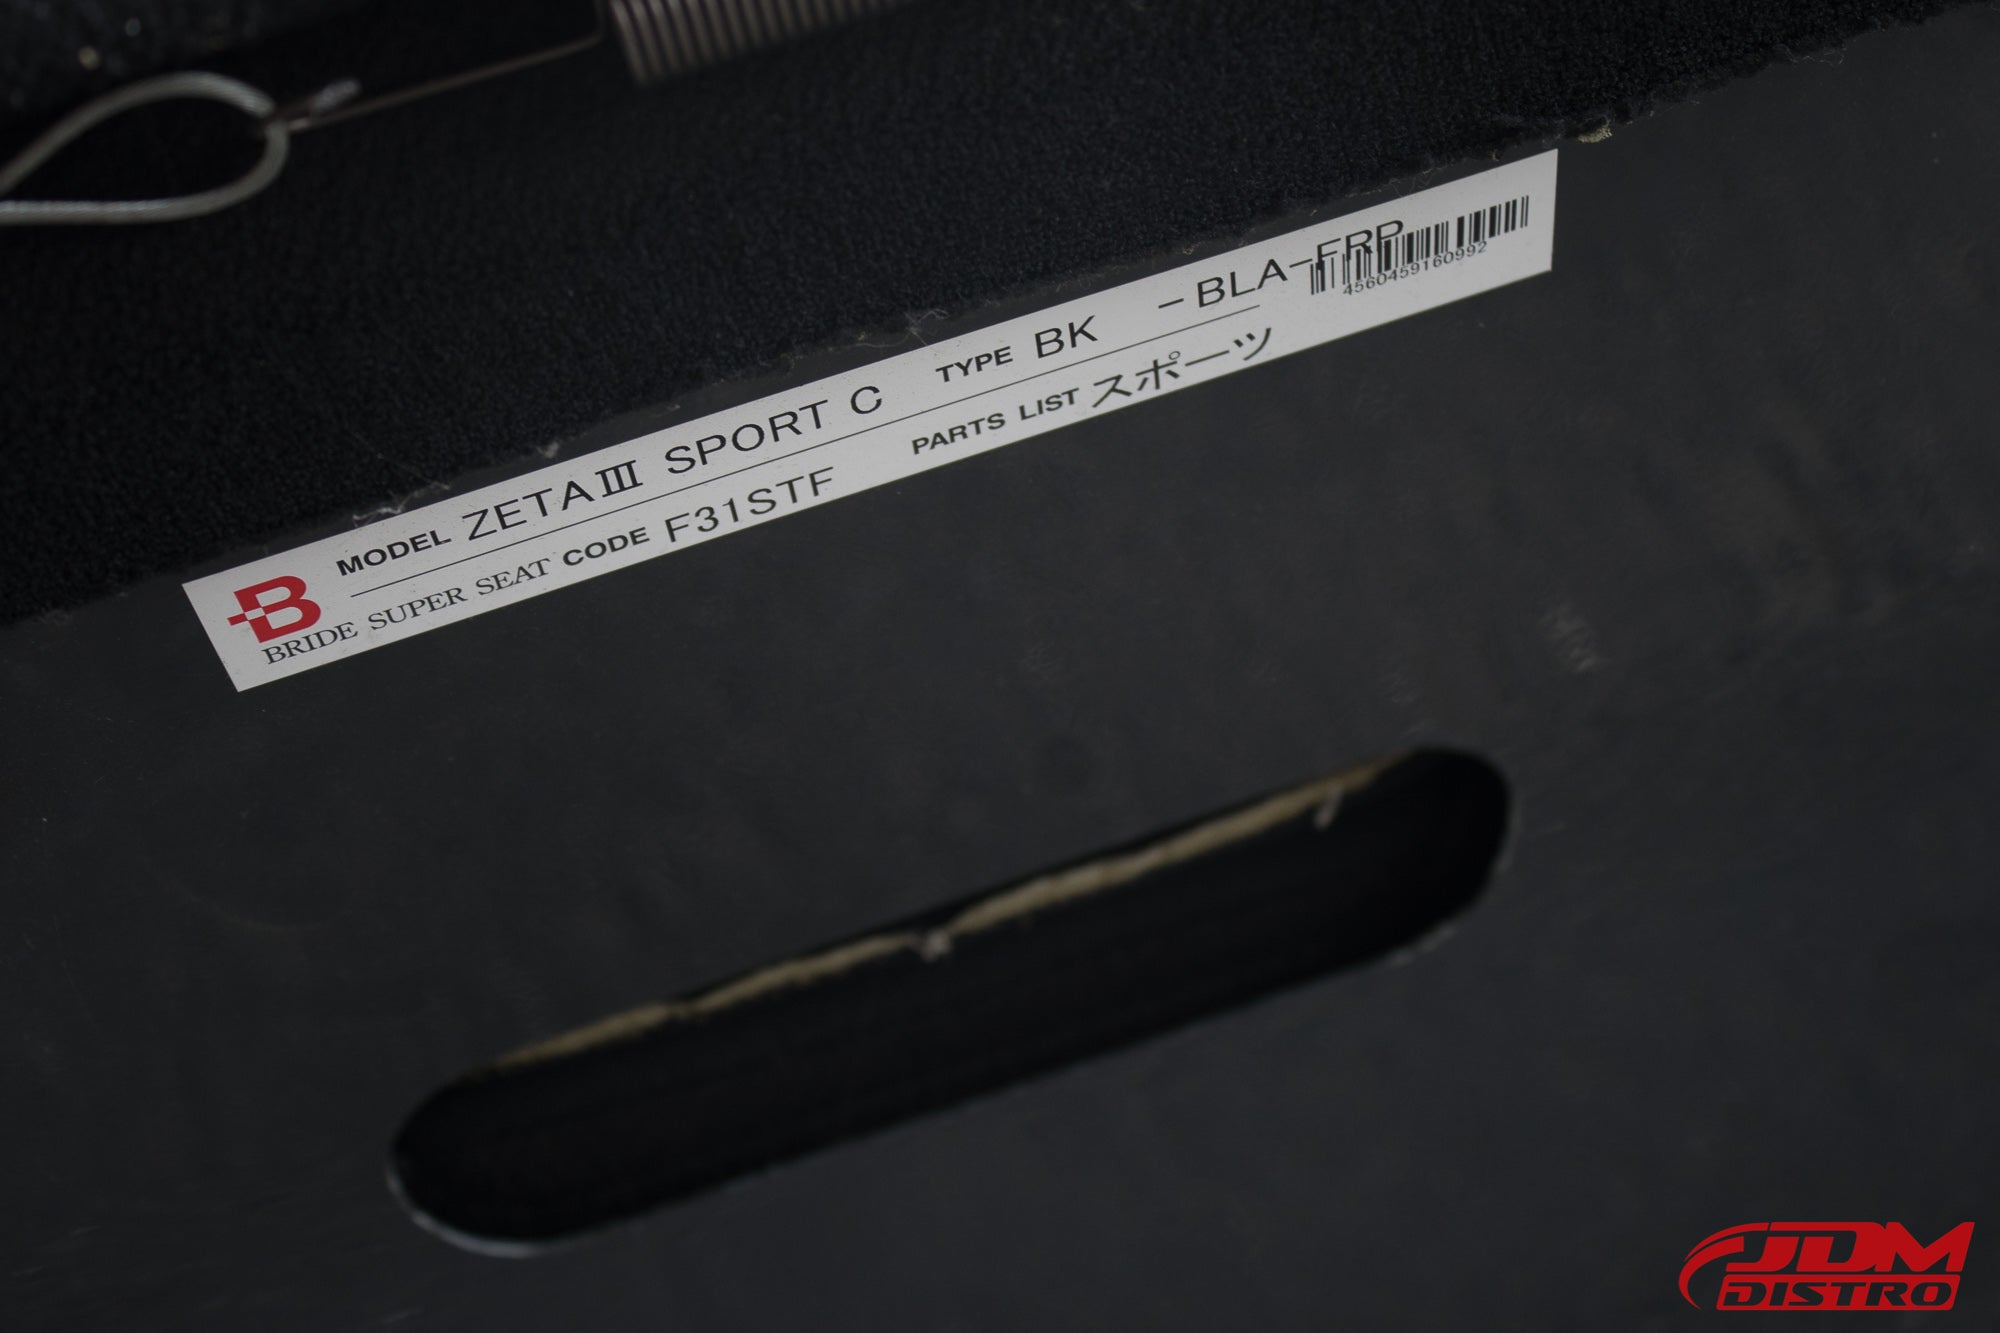 MODEL ZETAⅢ SPORT C TYPE BK -BLA-FRP
BRIDE SUPER SEAT CODE F31STF PARTS LIST スポーツ
4560459160992
JDM
DISTRO